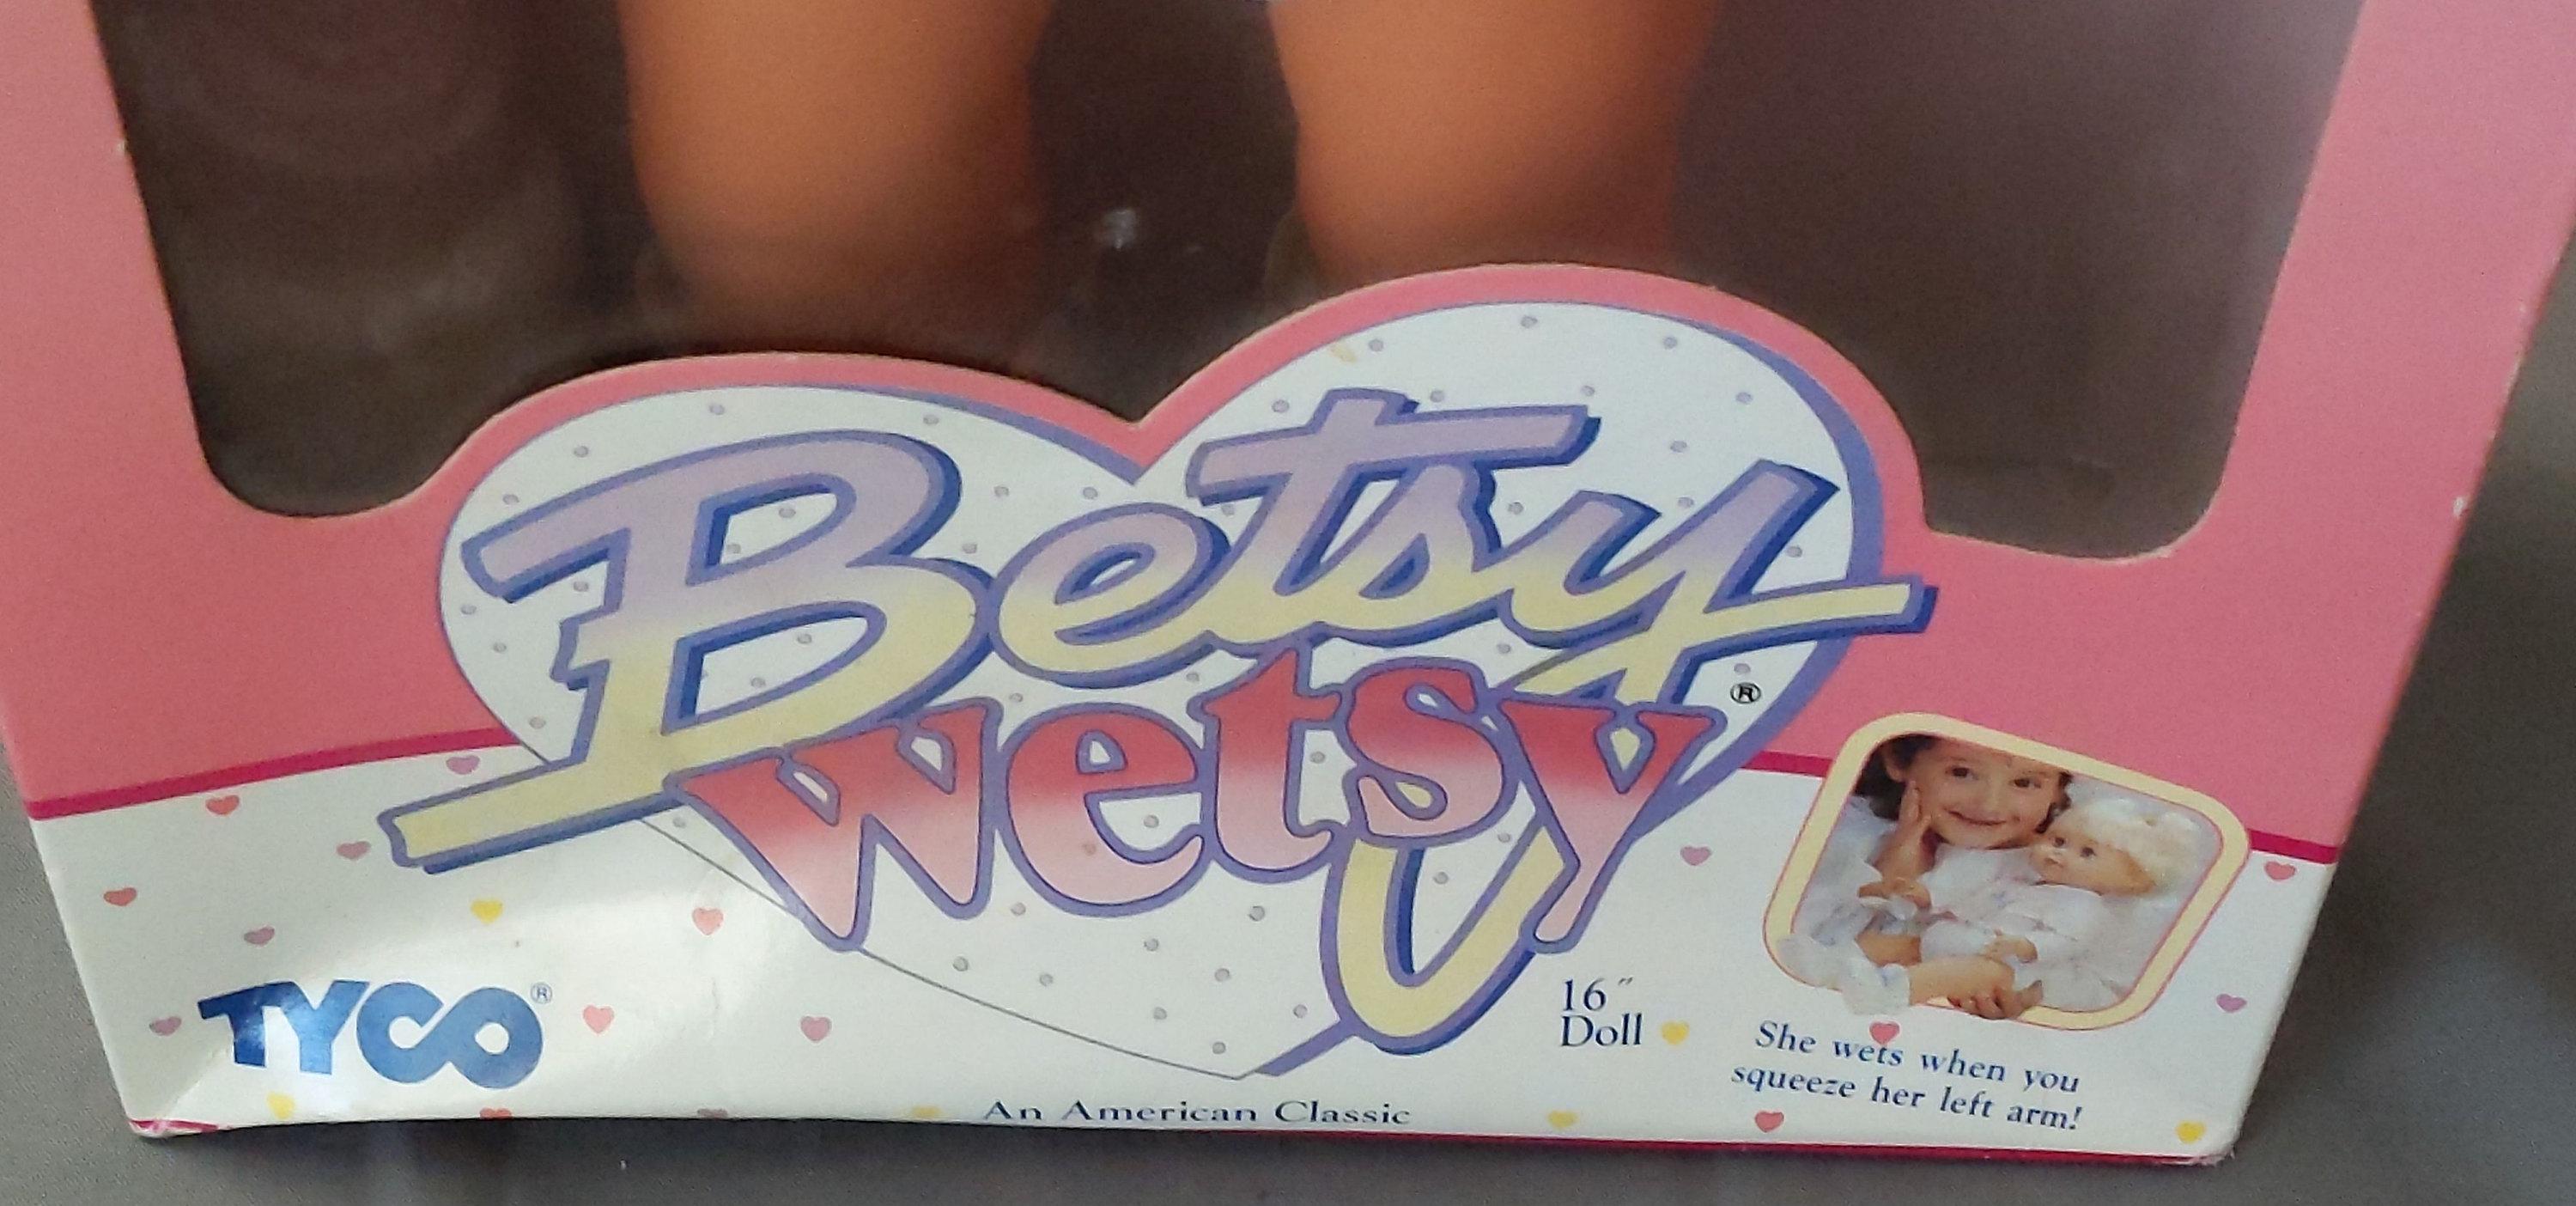 Betsy
wetsy®
TYCO®
16"
Doll
She wets when you
squeeze her left arm!
An American Classic